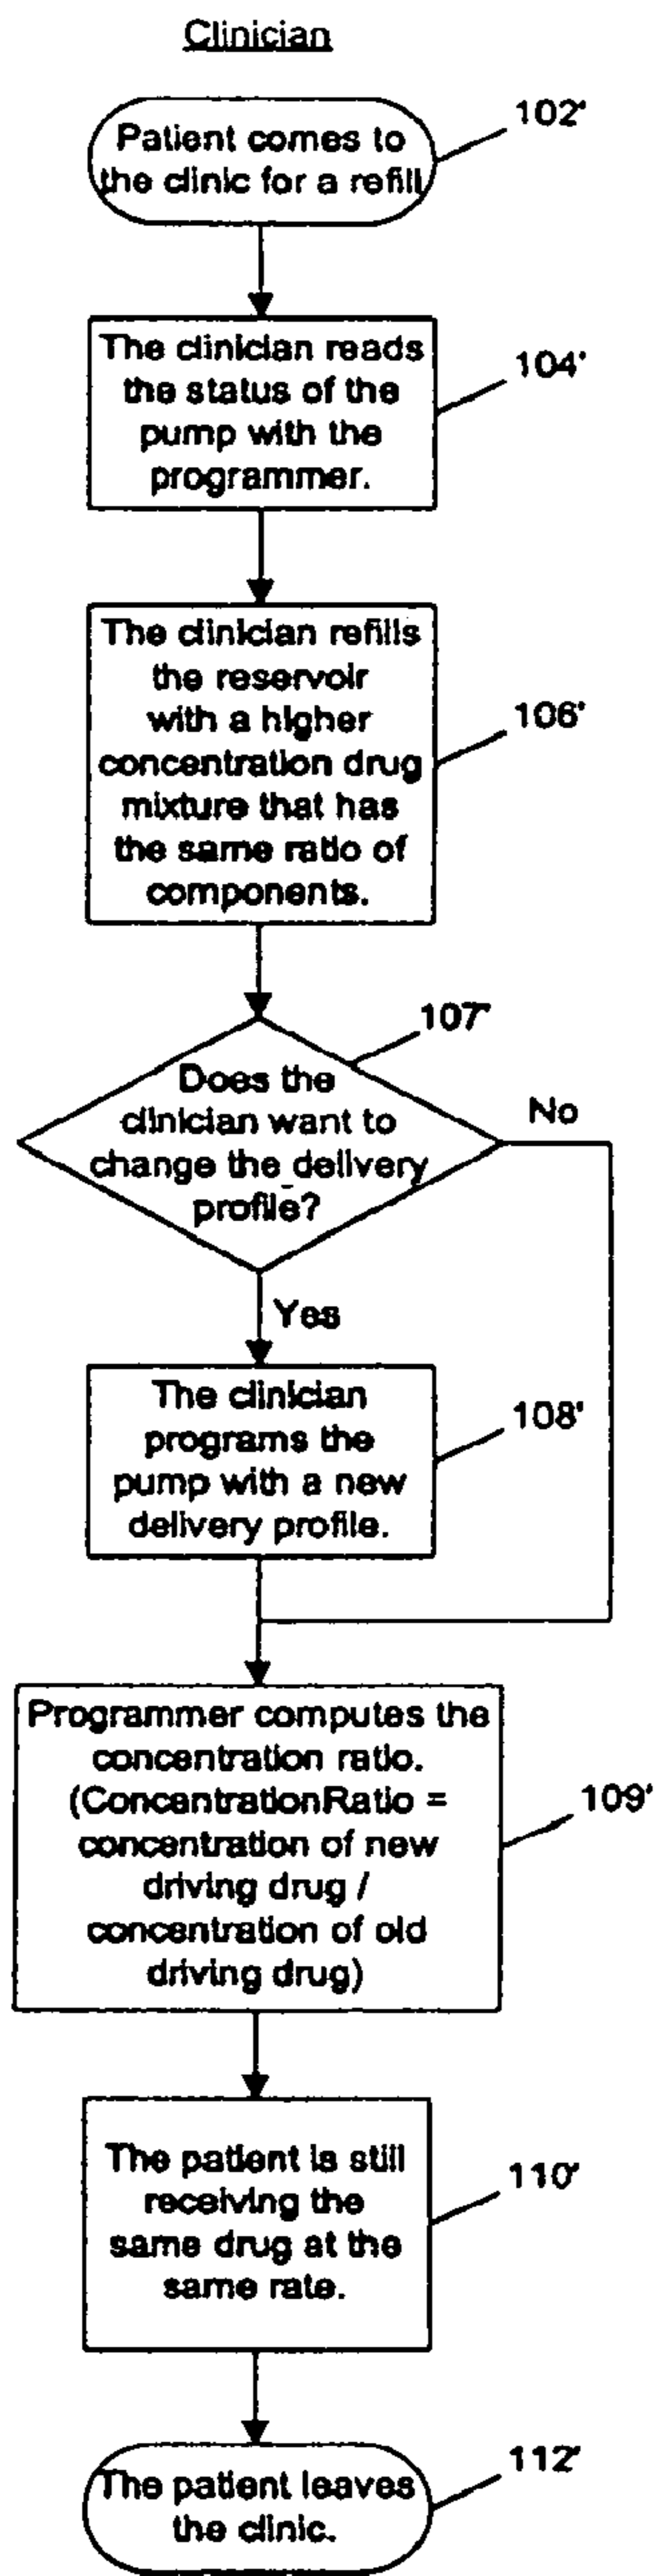 Clinician
102'
Patient comes to
the clinic for a refill
104'
The clinician reads
the status of the
pump with the
programmer.
106'
The clinician refills
the reservoir
with a higher
concentration drug
mixture that has
the same ratio of
components.
107'
Does the
clinician want to
change the delivery
profile?
No
Yes
108'
The clinician
programs the
pump with a new
delivery profile.
109'
Programmer computes the
concentration ratio.
(ConcentrationRatio =
concentration of new
driving drug /
concentration of old
driving drug)
110'
The patient is still
receiving the
same drug at the
same rate.
112'
The patient leaves
the clinic.